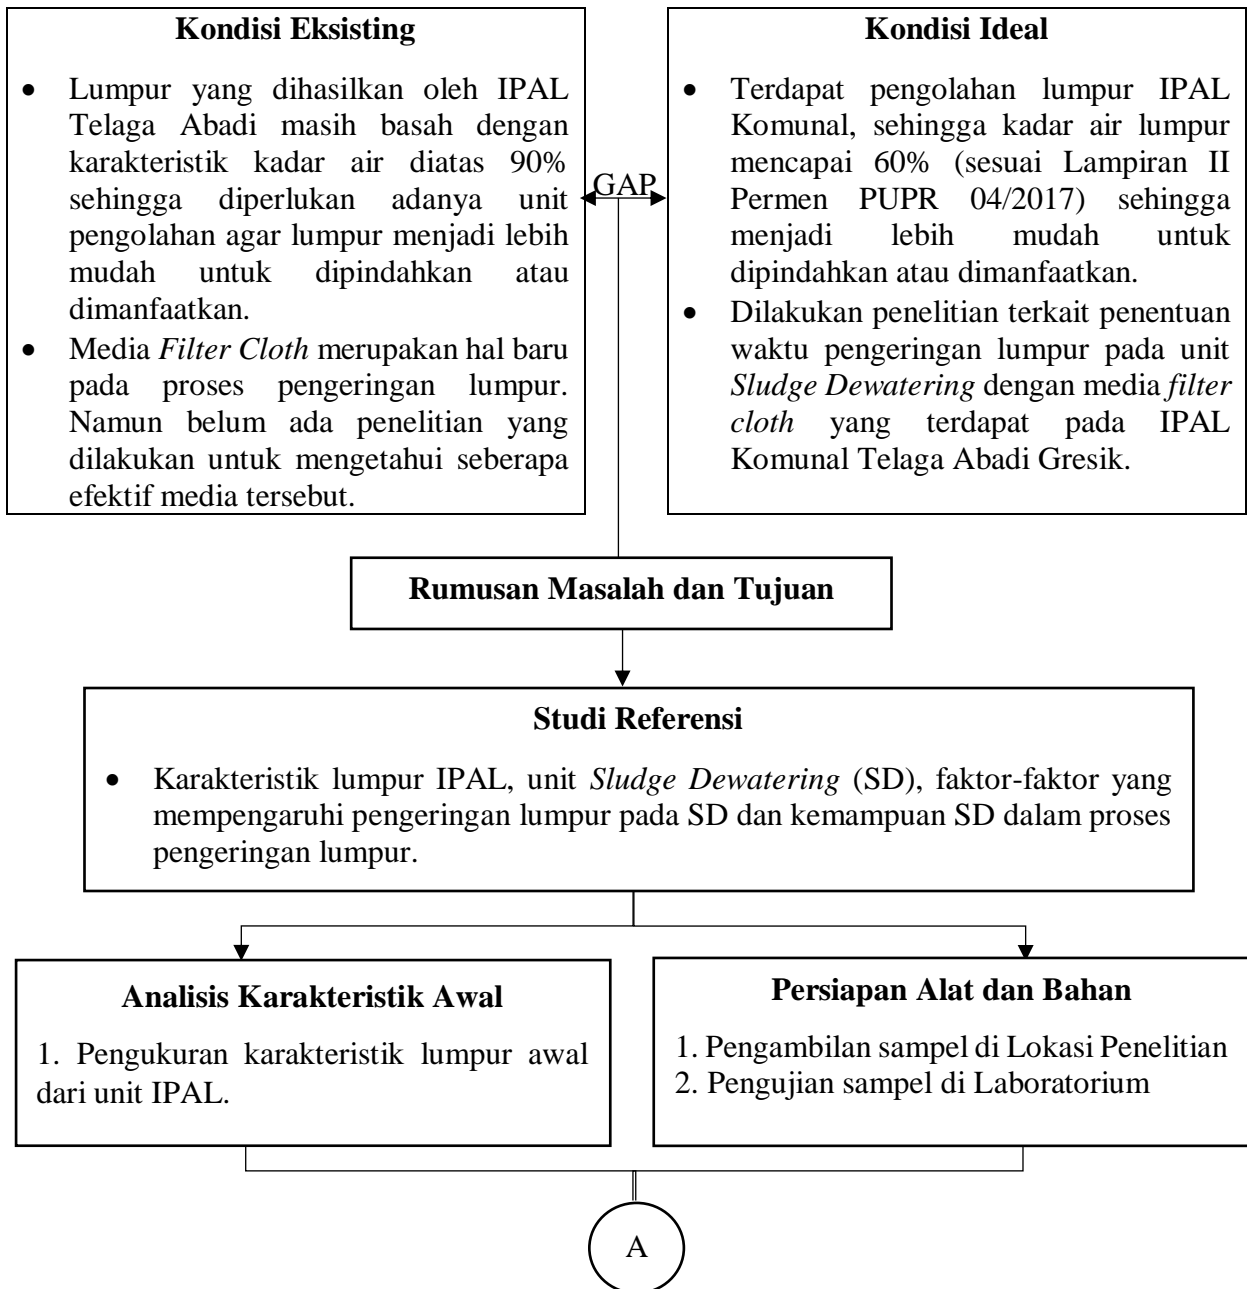 Kondisi Eksisting
• Lumpur yang dihasilkan oleh IPAL
Telaga Abadi masih basah dengan
karakteristik kadar air diatas 90%
sehingga diperlukan adanya unit
pengolahan agar lumpur menjadi lebih
mudah untuk dipindahkan atau
dimanfaatkan.
• Media Filter Cloth merupakan hal baru
pada proses pengeringan lumpur.
Namun belum ada penelitian yang
dilakukan untuk mengetahui seberapa
efektif media tersebut.
GAP
Kondisi Ideal
• Terdapat pengolahan lumpur IPAL
Komunal, sehingga kadar air lumpur
mencapai 60% (sesuai Lampiran II
Permen PUPR 04/2017) sehingga
menjadi lebih mudah untuk
dipindahkan atau dimanfaatkan.
• Dilakukan penelitian terkait penentuan
waktu pengeringan lumpur pada unit
Sludge Dewatering dengan media filter
cloth yang terdapat pada IPAL
Komunal Telaga Abadi Gresik.
Rumusan Masalah dan Tujuan
Studi Referensi
• Karakteristik lumpur IPAL, unit Sludge Dewatering (SD), faktor-faktor yang
mempengaruhi pengeringan lumpur pada SD dan kemampuan SD dalam proses
pengeringan lumpur.
Analisis Karakteristik Awal
1. Pengukuran karakteristik lumpur awal
dari unit IPAL.
Persiapan Alat dan Bahan
1. Pengambilan sampel di Lokasi Penelitian
2. Pengujian sampel di Laboratorium
A